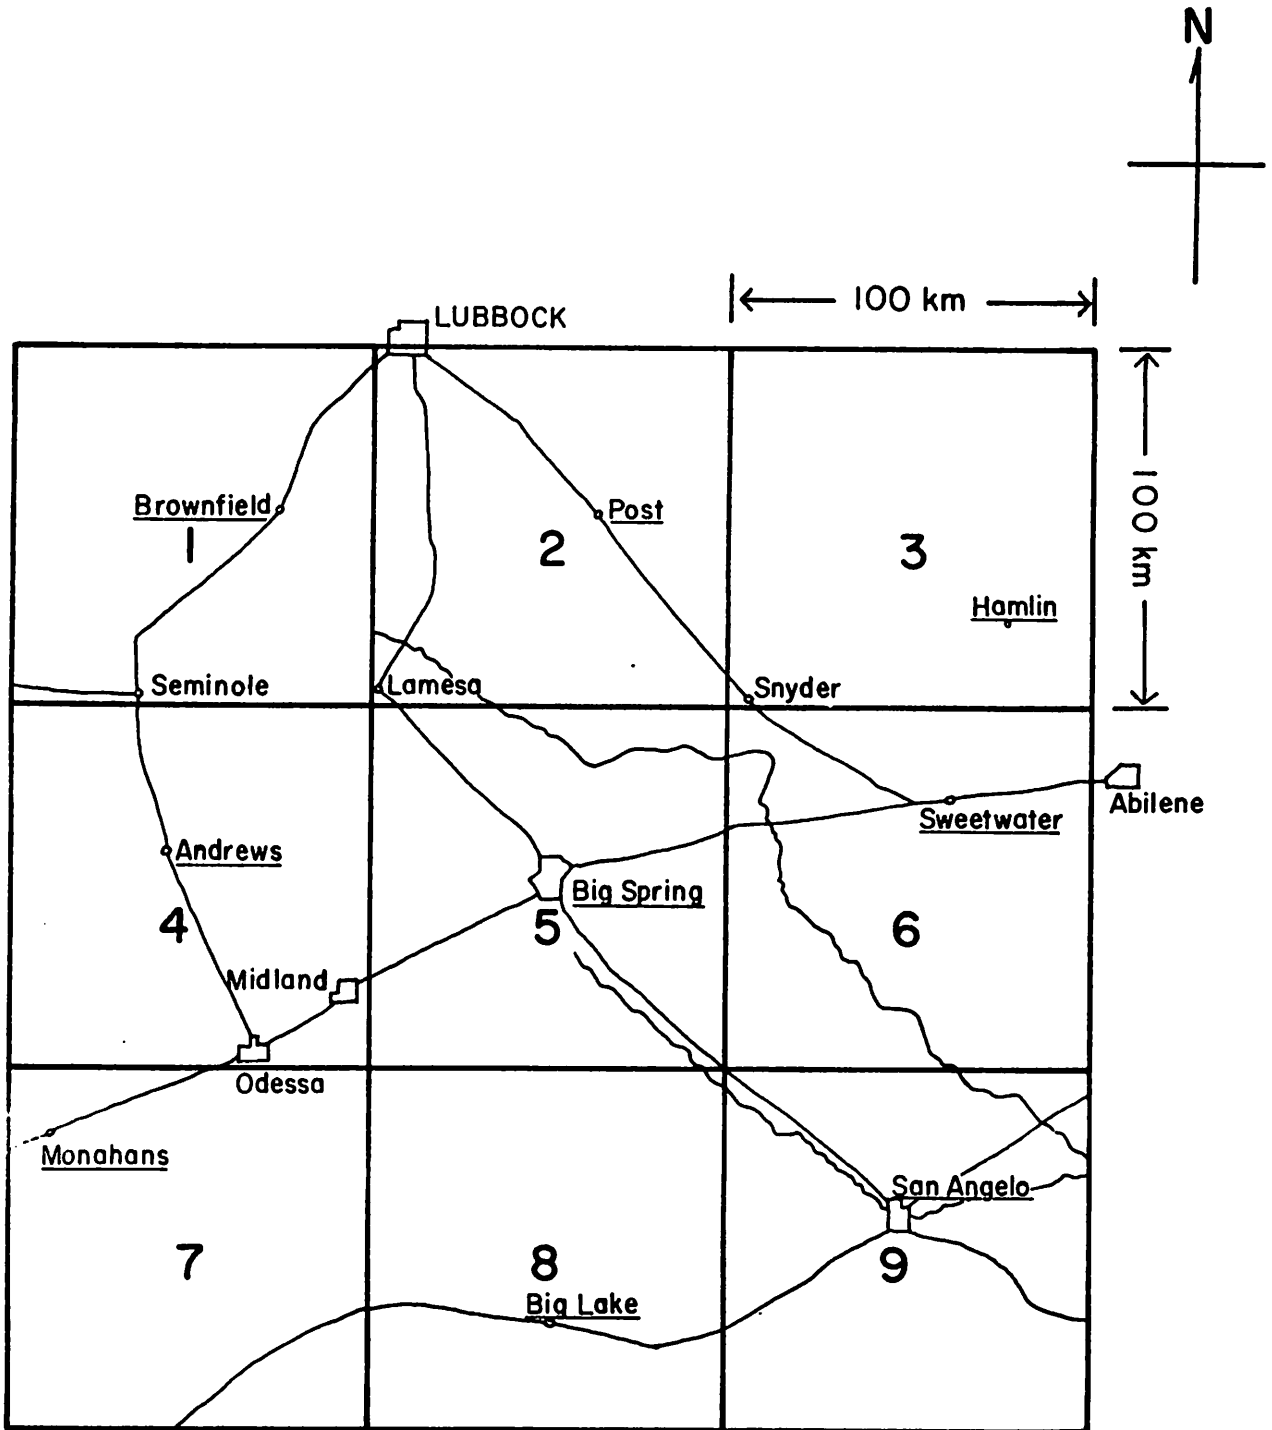 N
100 km
LUBBOCK
100 km
Brownfield
Post
1
2
3
Hamlin
Seminole
Lamesa
Snyder
Abilene
Sweetwater
Andrews
Big Spring
4
5
6
Midland
Odessa
Monahans
San Angelo
7
8
9
Big Lake